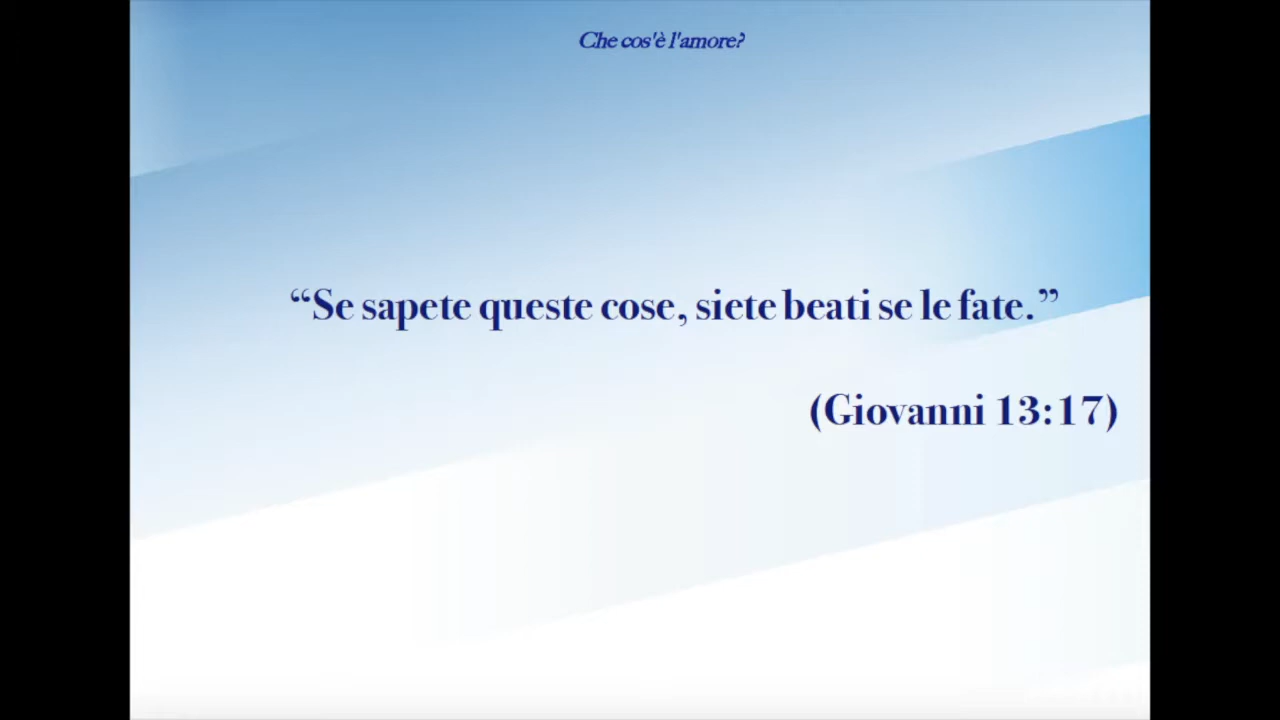 Che cos'è l'amore?
“Se sapete queste cose, siete beati se le fate.”
(Giovanni 13:17)